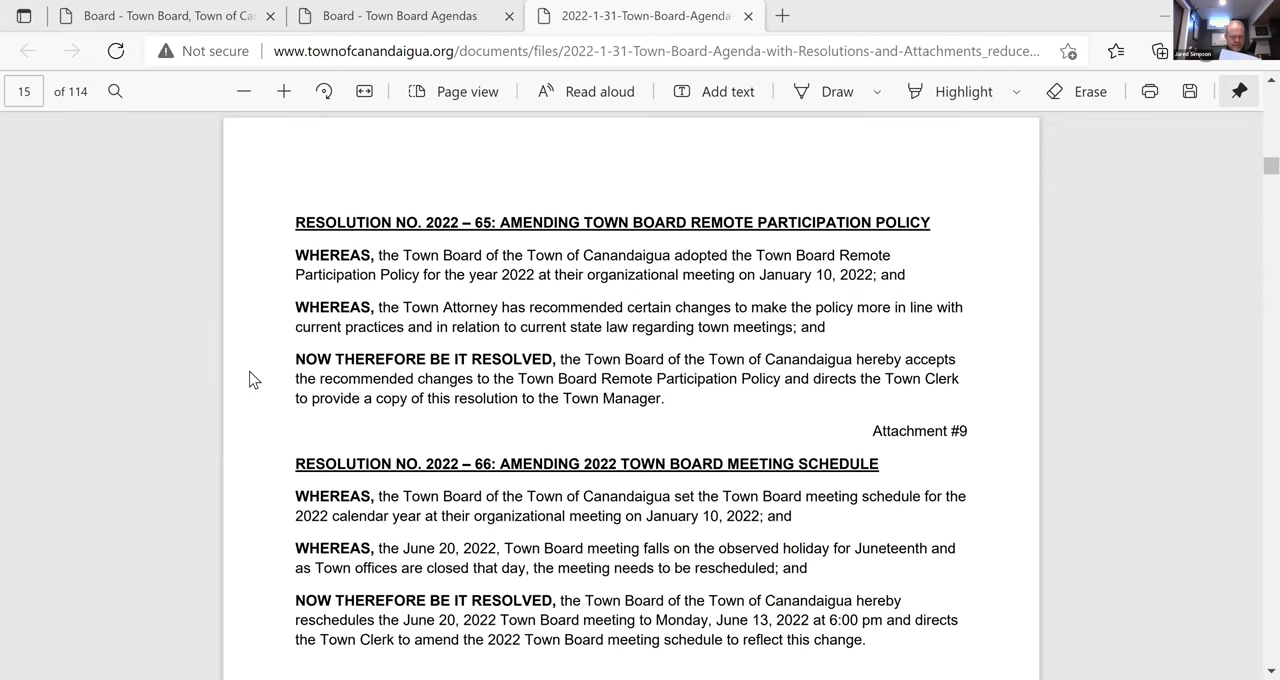 Board - Town Board, Town of Ca
Board - Town Board Agendas
2022-1-31-Town-Board-Agenda
Not secure
www.townofcanandaigua.org/documents/files/2022-1-31-Town-Board-Agenda-with-Resolutions-and-Attachments_reduce...
Jared Simpson
15 of 114
Page view
Read aloud
Add text
Draw
Highlight
Erase
RESOLUTION NO. 2022 – 65: AMENDING TOWN BOARD REMOTE PARTICIPATION POLICY
WHEREAS, the Town Board of the Town of Canandaigua adopted the Town Board Remote
Participation Policy for the year 2022 at their organizational meeting on January 10, 2022; and
WHEREAS, the Town Attorney has recommended certain changes to make the policy more in line with
current practices and in relation to current state law regarding town meetings; and
NOW THEREFORE BE IT RESOLVED, the Town Board of the Town of Canandaigua hereby accepts
the recommended changes to the Town Board Remote Participation Policy and directs the Town Clerk
to provide a copy of this resolution to the Town Manager.
Attachment #9
RESOLUTION NO. 2022 – 66: AMENDING 2022 TOWN BOARD MEETING SCHEDULE
WHEREAS, the Town Board of the Town of Canandaigua set the Town Board meeting schedule for the
2022 calendar year at their organizational meeting on January 10, 2022; and
WHEREAS, the June 20, 2022, Town Board meeting falls on the observed holiday for Juneteenth and
as Town offices are closed that day, the meeting needs to be rescheduled; and
NOW THEREFORE BE IT RESOLVED, the Town Board of the Town of Canandaigua hereby
reschedules the June 20, 2022 Town Board meeting to Monday, June 13, 2022 at 6:00 pm and directs
the Town Clerk to amend the 2022 Town Board meeting schedule to reflect this change.